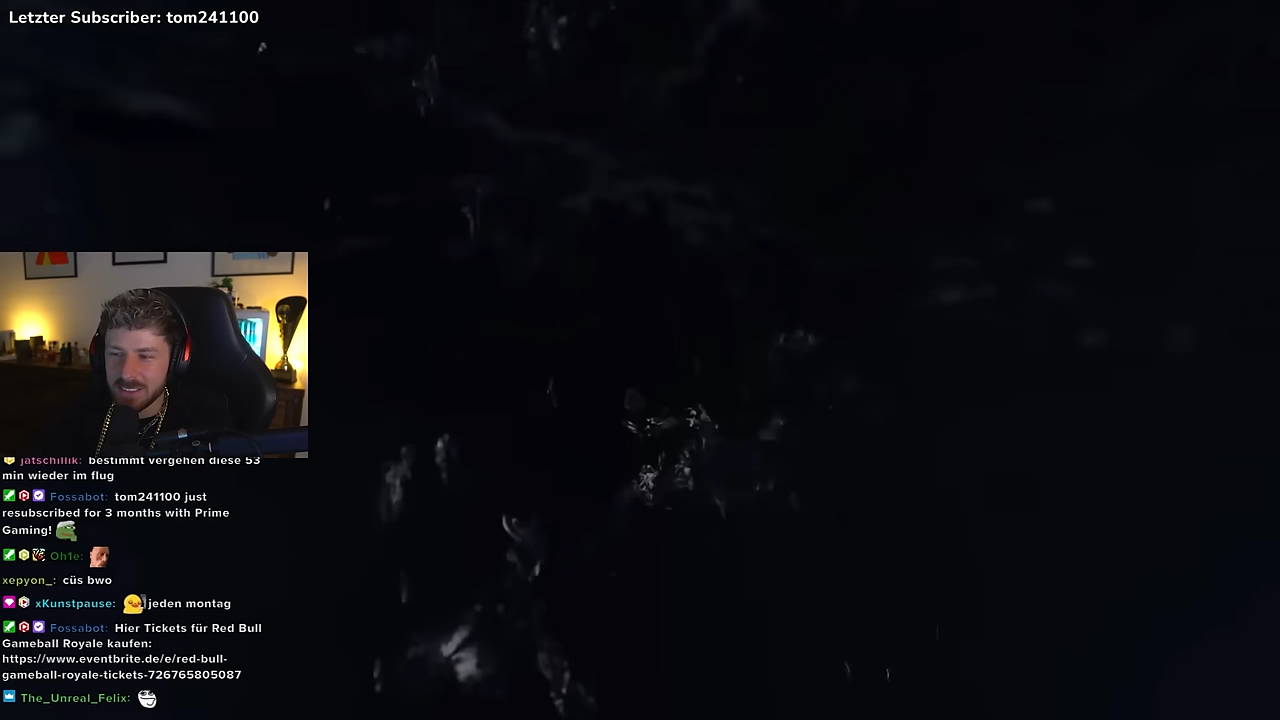 Letzter Subscriber: tom241100
jatschillik: bestimmt vergehen diese 53
min wieder im flug
Fossabot: tom241100 just
resubscribed for 3 months with Prime
Gaming!
Oh1e:
xepyon_: cüs bwo
xKunstpause: jeden montag
Fossabot: Hier Tickets für Red Bull
Gameball Royale kaufen:
https://www.eventbrite.de/e/red-bull-
gameball-royale-tickets-726765805087
The_Unreal_Felix: